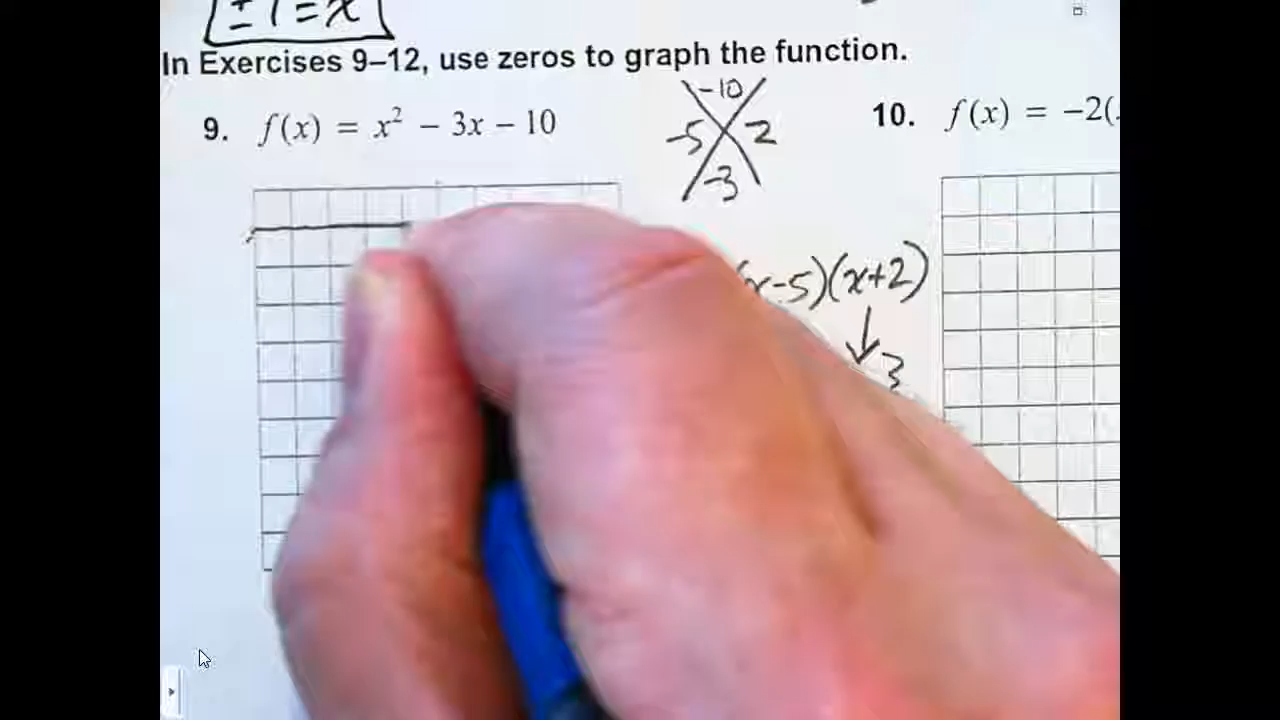 ± 1 = x
In Exercises 9–12, use zeros to graph the function.
9. f(x) = x² − 3x − 10
-10
-5 2
-3
10. f(x) = −2(
(x-5)(x+2)
↓